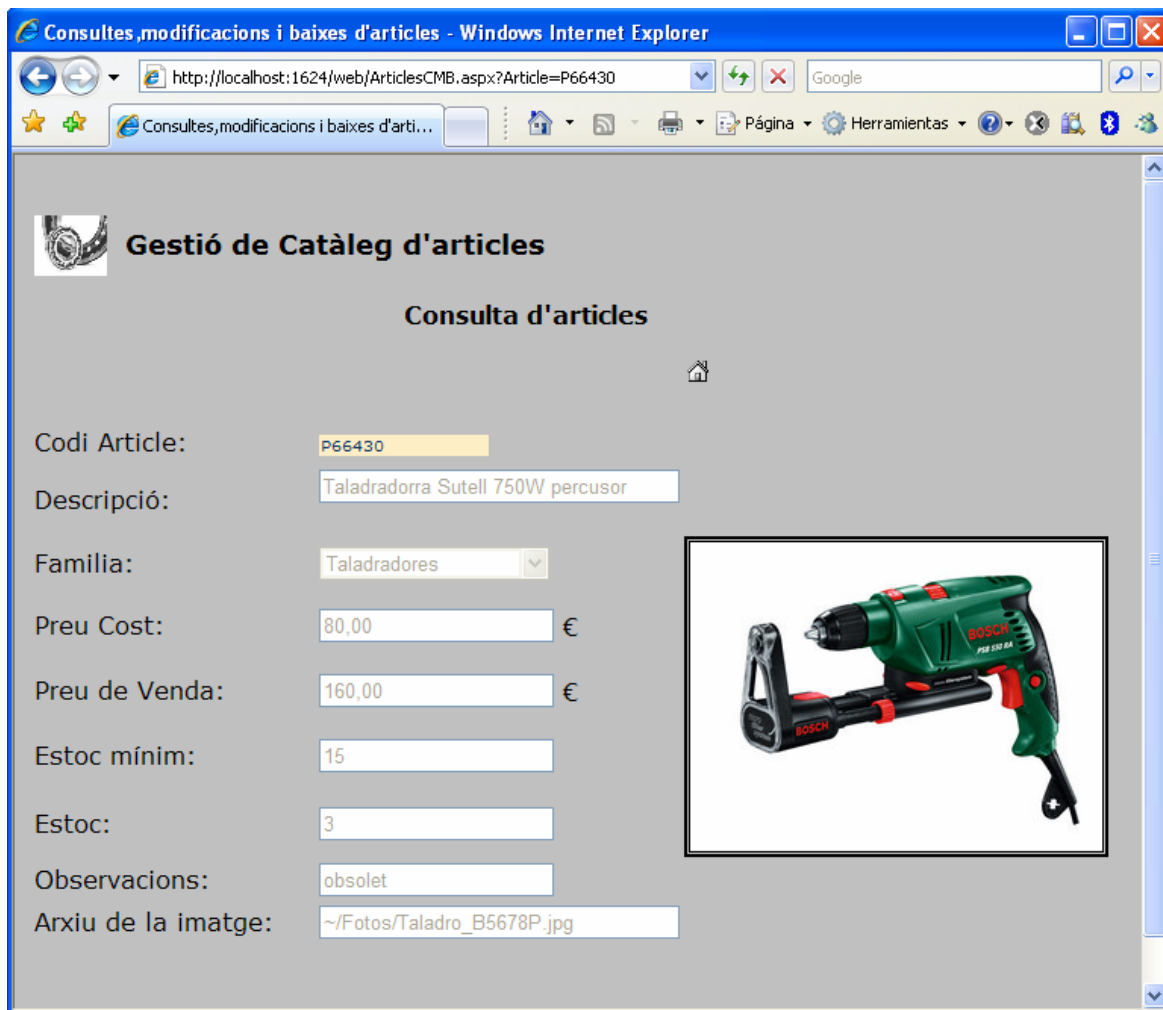 Consultes,modificacions i baixes d'articles - Windows Internet Explorer
http://localhost:1624/web/ArticlesCMB.aspx?Article=P66430
Google
Consultes,modificacions i baixes d'arti...
Página
Herramientas
Gestió de Catàleg d'articles
Consulta d'articles
Codi Article: P66430
Descripció: Taladradorra Sutell 750W percusor
Familia: Taladradores
Preu Cost: 80,00 €
Preu de Venda: 160,00 €
Estoc mínim: 15
Estoc: 3
Observacions: obsolet
Arxiu de la imatge: ~/Fotos/Taladro_B5678P.jpg
BOSCH
PSB 550 RA
BOSCH